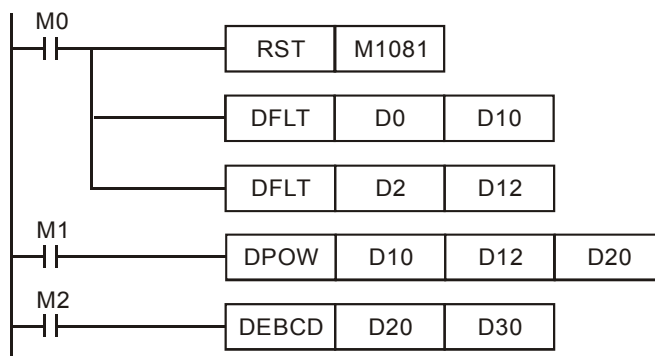 M0
RST M1081
DFLT D0 D10
DFLT D2 D12
M1
DPOW D10 D12 D20
M2
DEBCD D20 D30